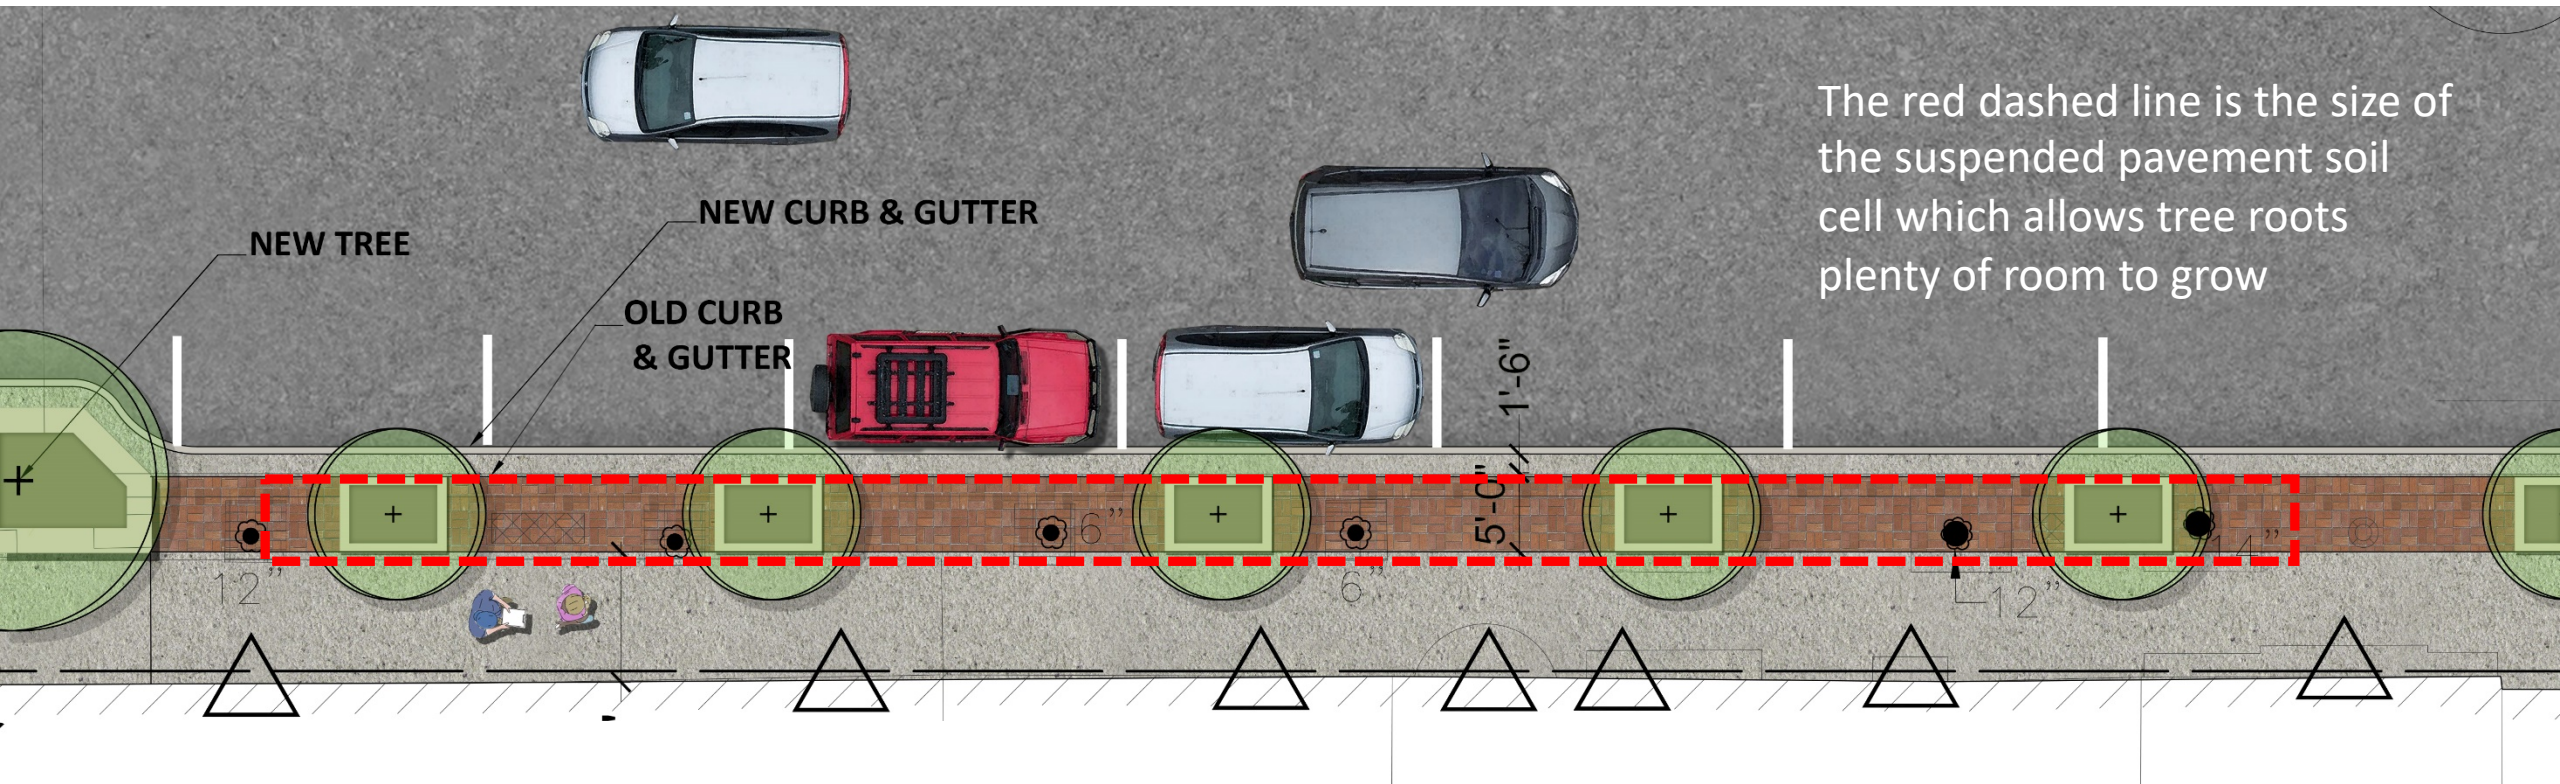 The red dashed line is the size of
the suspended pavement soil
cell which allows tree roots
plenty of room to grow
NEW CURB & GUTTER
NEW TREE
OLD CURB
& GUTTER
1'-6"
5'-0"
6”
14”
12”
6”
12”